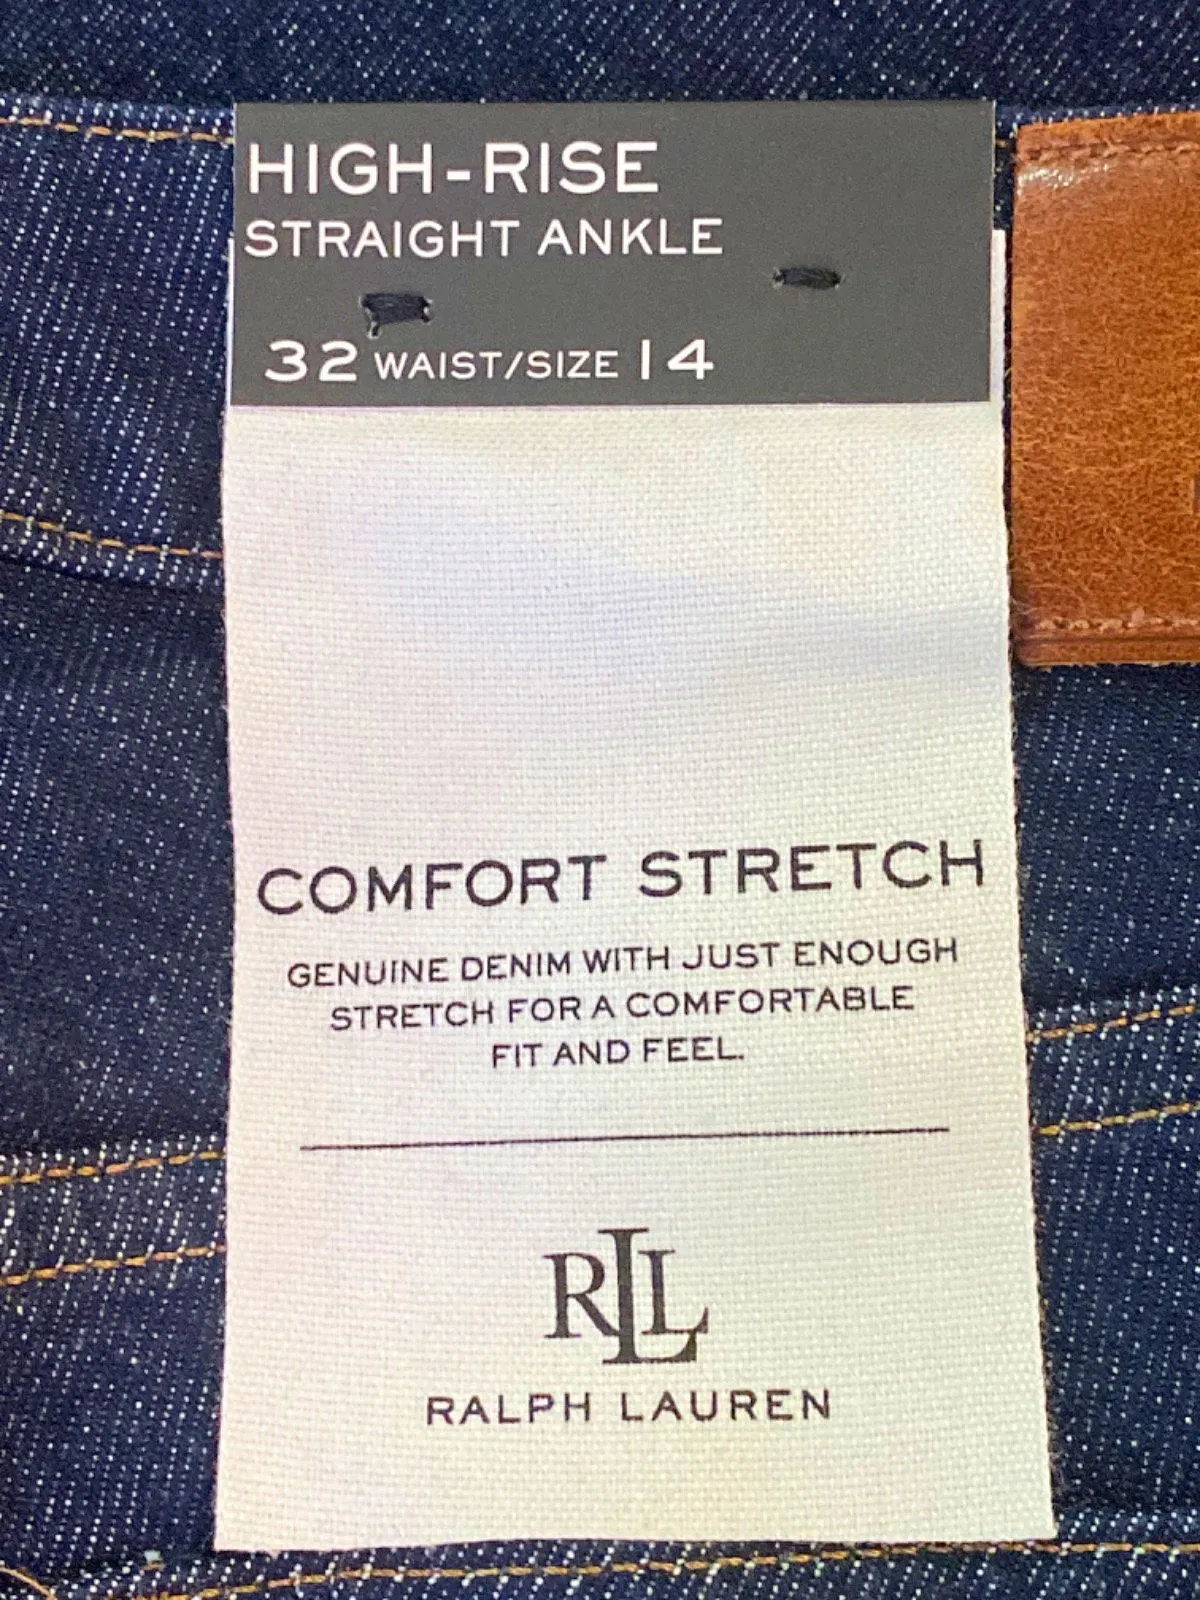 HIGH-RISE
STRAIGHT ANKLE
32 WAIST/SIZE 14
COMFORT STRETCH
GENUINE DENIM WITH JUST ENOUGH
STRETCH FOR A COMFORTABLE
FIT AND FEEL.
RLL
RALPH LAUREN